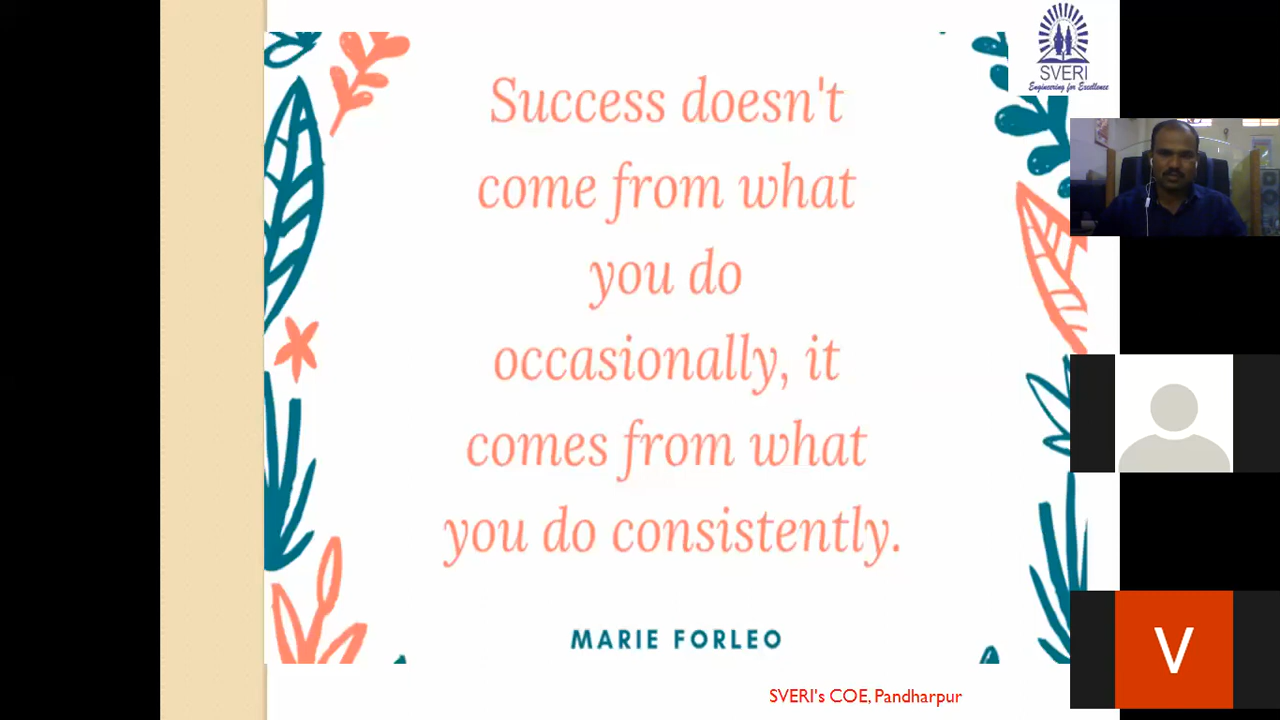 SVERI
Engineering for Excellence
Success doesn't
come from what
you do
occasionally, it
comes from what
you do consistently.
MARIE FORLEO
V
SVERI's COE, Pandharpur